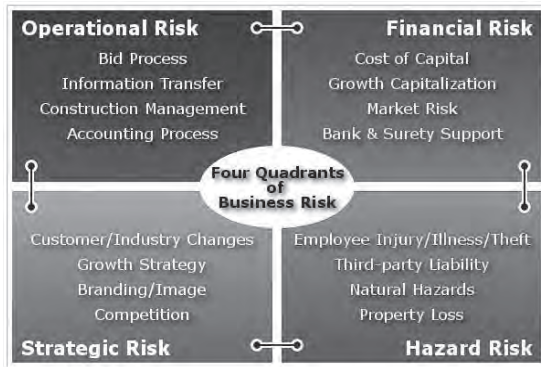 Operational Risk
Bid Process
Information Transfer
Construction Management
Accounting Process
Financial Risk
Cost of Capital
Growth Capitalization
Market Risk
Bank & Surety Support
Four Quadrants
of
Business Risk
Customer/Industry Changes
Growth Strategy
Branding/Image
Competition
Strategic Risk
Employee Injury/Illness/Theft
Third-party Liability
Natural Hazards
Property Loss
Hazard Risk